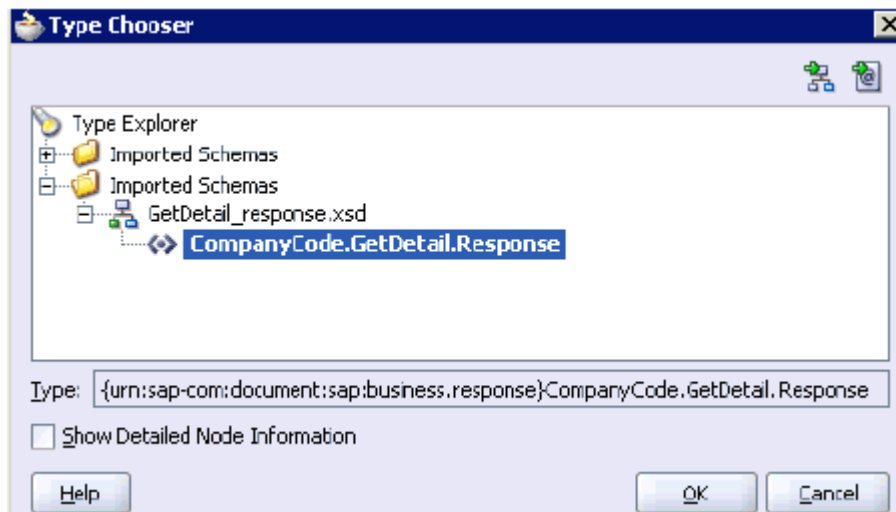 Type Chooser
Type Explorer
Imported Schemas
Imported Schemas
GetDetail_response.xsd
CompanyCode.GetDetail.Response
Type: {urn:sap-com:document:sap:business.response}CompanyCode.GetDetail.Response
Show Detailed Node Information
Help OK Cancel